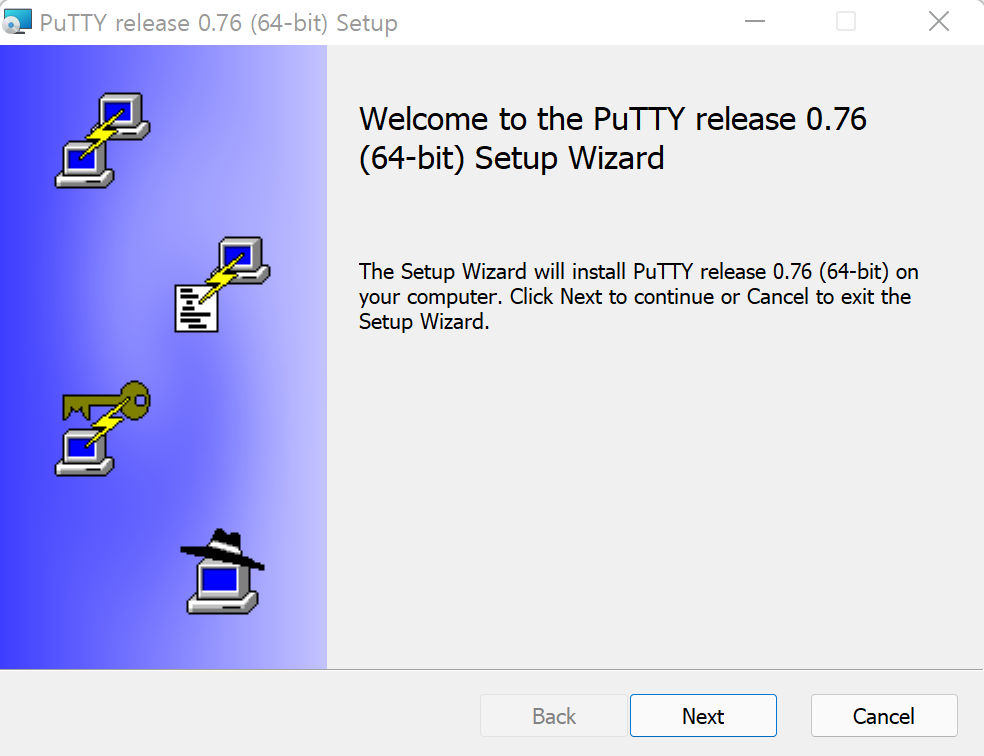 PuTTY release 0.76 (64-bit) Setup
Welcome to the PuTTY release 0.76
(64-bit) Setup Wizard
The Setup Wizard will install PuTTY release 0.76 (64-bit) on
your computer. Click Next to continue or Cancel to exit the
Setup Wizard.
Back
Next
Cancel